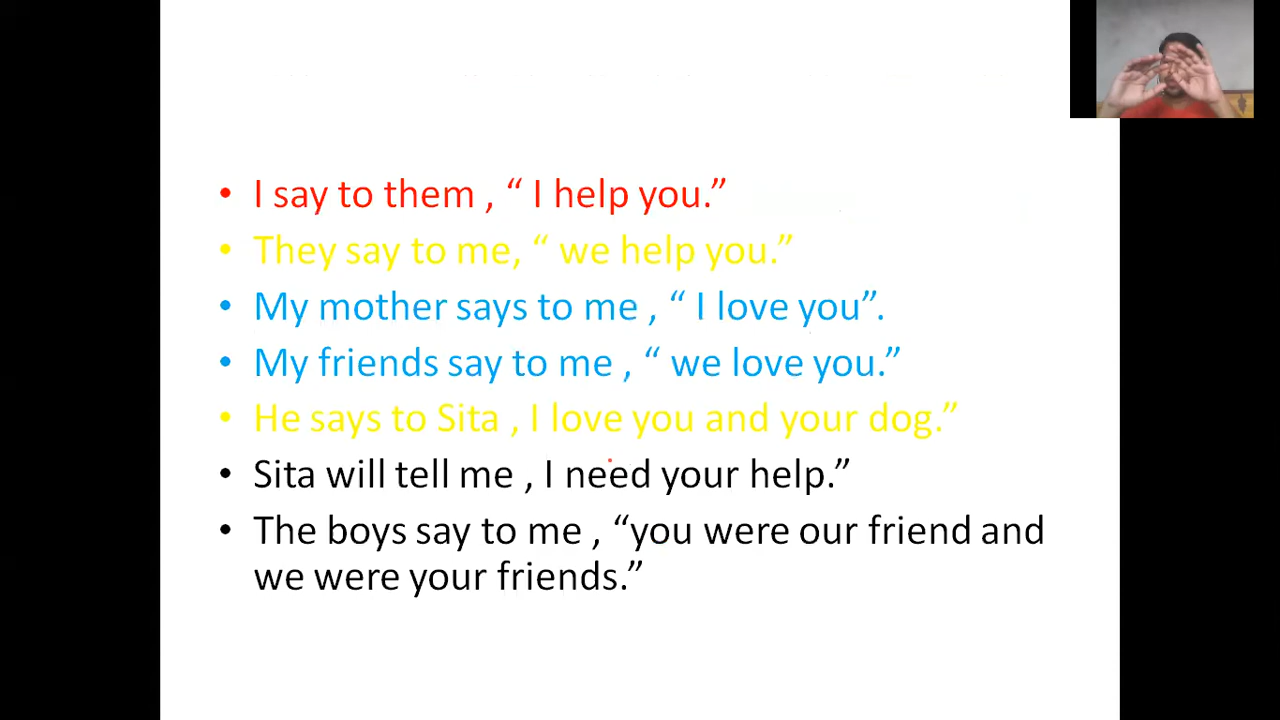 • I say to them , “ I help you.”
• They say to me, “ we help you.”
• My mother says to me , “ I love you”.
• My friends say to me , “ we love you.”
• He says to Sita , I love you and your dog.”
• Sita will tell me , I need your help.”
• The boys say to me , “you were our friend and
we were your friends.”